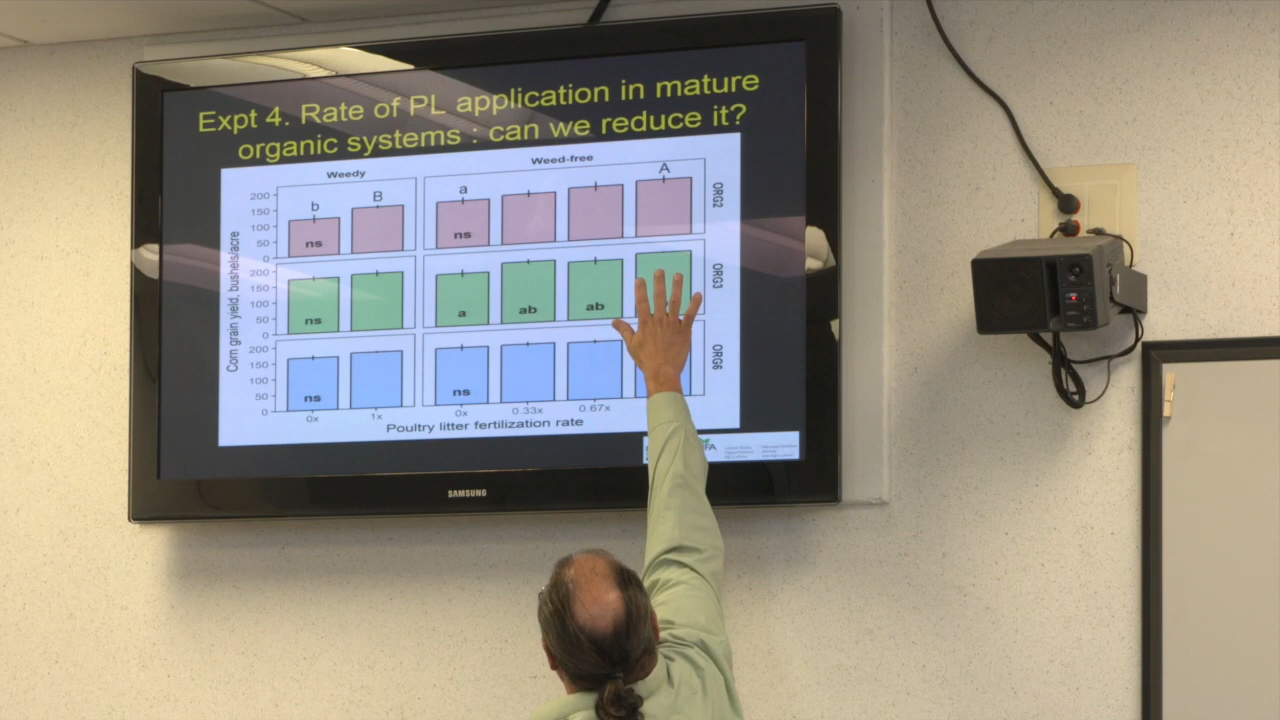 Expt 4. Rate of PL application in mature
organic systems : can we reduce it?
Weedy
Weed-free
Corn grain yield, bushels/acre
200
150
100
50
0
b
B
ns
a
A
ns
ORG2
200
150
100
50
0
ns
a
ab
ab
ORG3
200
150
100
50
0
ns
ns
ORG6
0x
1x
0x
0.33x
0.67x
Poultry litter fertilization rate
FA
SAMSUNG